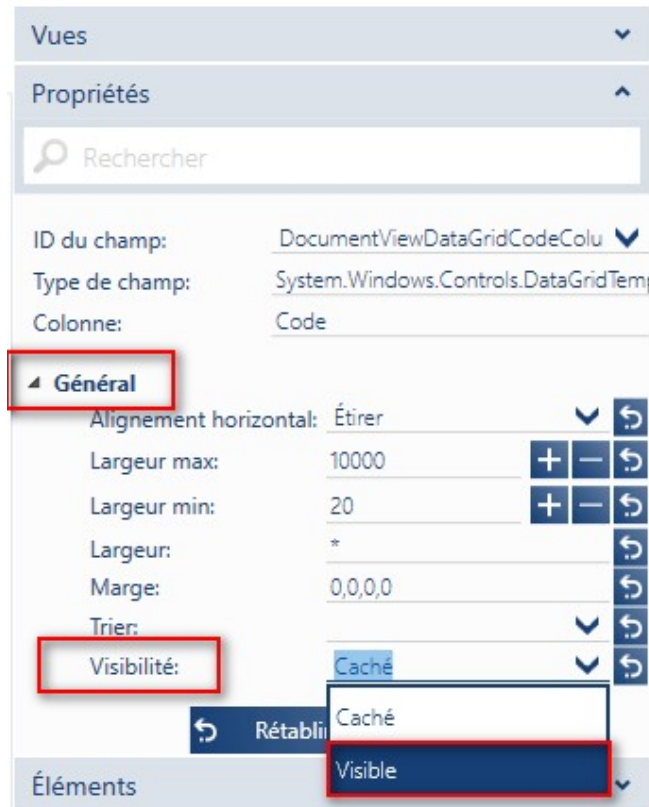 Vues
Propriétés
Rechercher
ID du champ: DocumentViewDataGridCodeColu
Type de champ: System.Windows.Controls.DataGridTemp
Colonne: Code
Général
Alignement horizontal: Étirer
Largeur max: 10000
Largeur min: 20
Largeur: *
Marge: 0,0,0,0
Trier:
Visibilité: Caché
Caché
Rétabli
Visible
Éléments